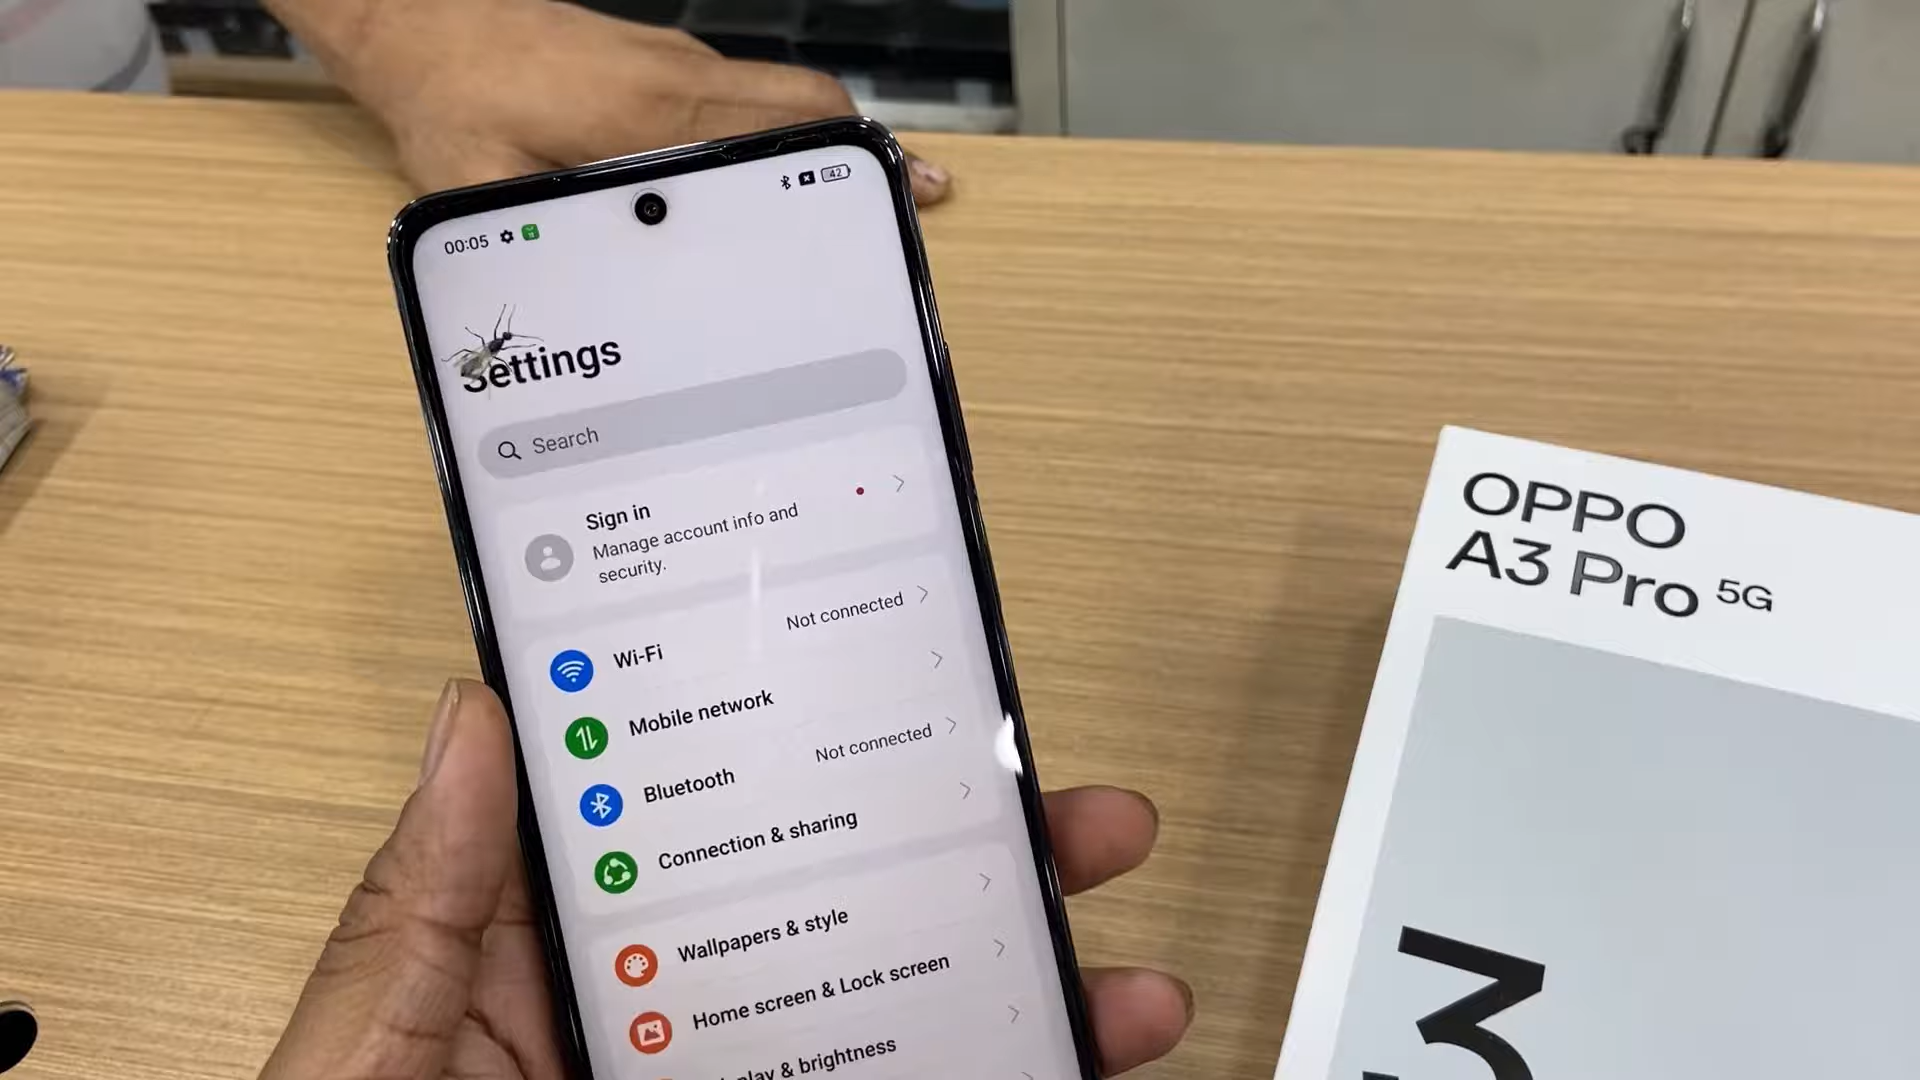 00:05
42
Settings
Search
Sign in
Manage account info and
security.
Wi-Fi Not connected
Mobile network
Bluetooth Not connected
Connection & sharing
Wallpapers & style
Home screen & Lock screen
& brightness
OPPO
A3 Pro 5G
3